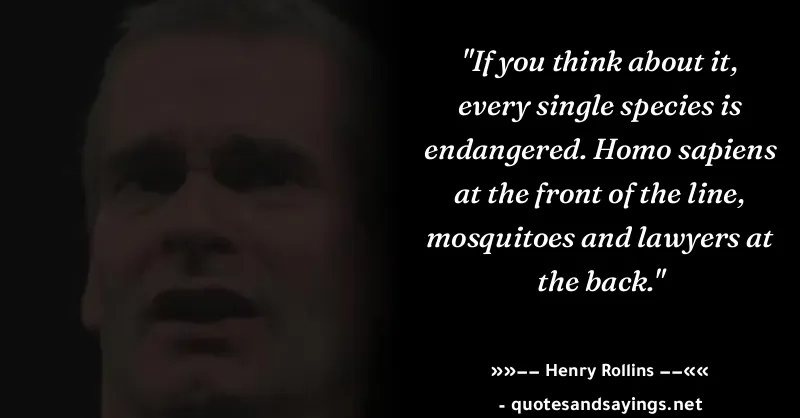 "If you think about it,
every single species is
endangered. Homo sapiens
at the front of the line,
mosquitoes and lawyers at
the back."
»»−− Henry Rollins −−««
- quotesandsayings.net